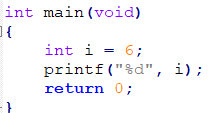 int main(void)
{
    int i = 6;
    printf("%d", i);
    return 0;
}